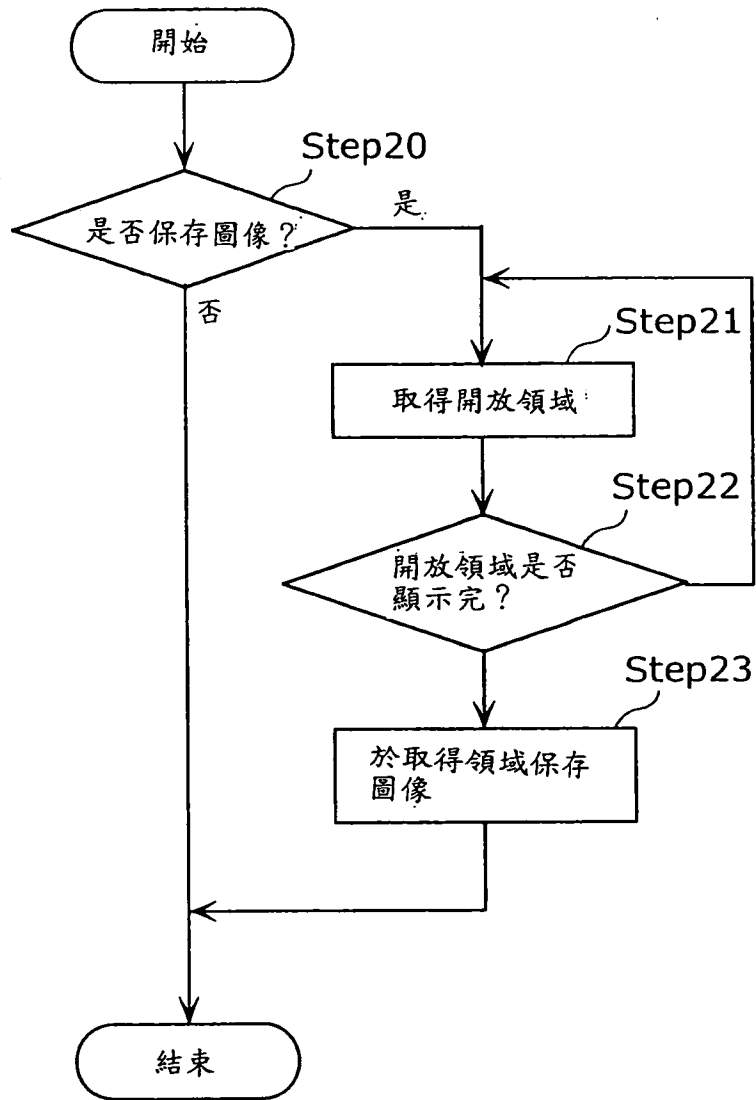 開始
Step20
是否保存圖像？
是
否
Step21
取得開放領域
Step22
開放領域是否
顯示完？
Step23
於取得領域保存
圖像
結束